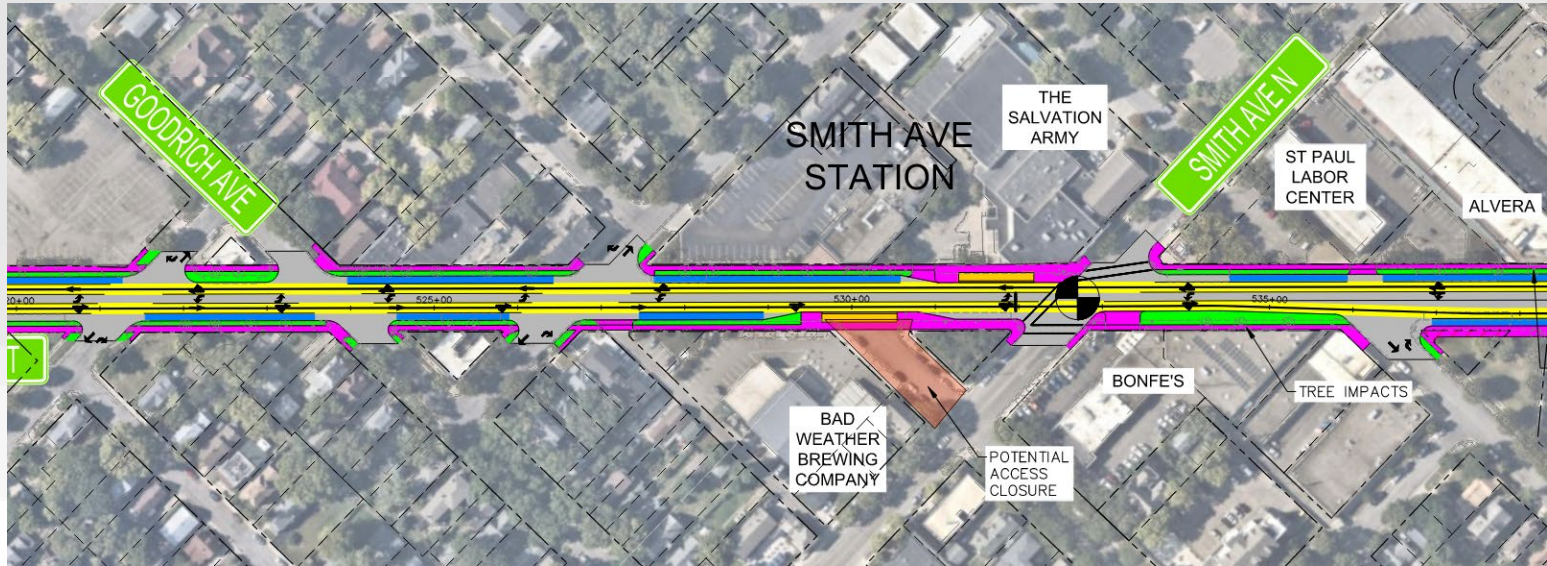 GOODRICH AVE
SMITH AVE
STATION
THE
SALVATION
ARMY
SMITH AVE N
ST PAUL
LABOR
CENTER
ALVERA
525+00
530+00
535+00
T
BAD
WEATHER
BREWING
COMPANY
POTENTIAL
ACCESS
CLOSURE
BONFE'S
TREE IMPACTS